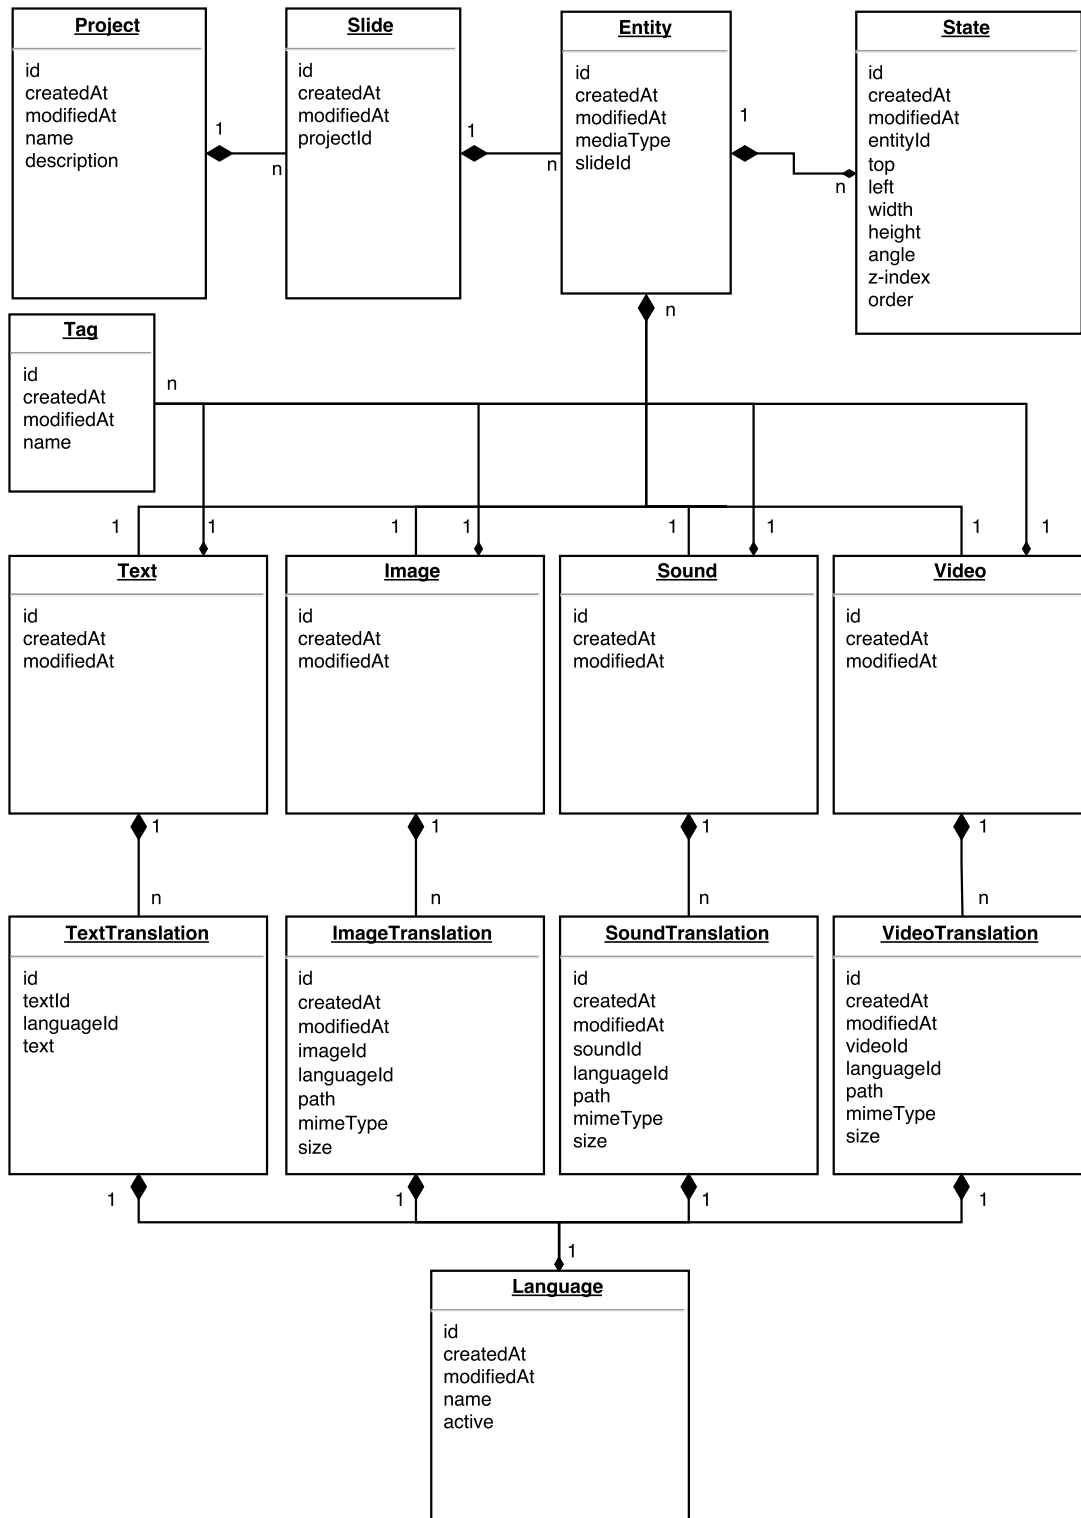 Project
id
createdAt
modifiedAt
name
description
1
n
Slide
id
createdAt
modifiedAt
projectId
1
n
Entity
id
createdAt
modifiedAt
mediaType
slideId
1
n
n
State
id
createdAt
modifiedAt
entityId
top
left
width
height
angle
z-index
order
Tag
id
createdAt
modifiedAt
name
n
1
1
1
1
1
1
1
1
Text
id
createdAt
modifiedAt
1
n
Image
id
createdAt
modifiedAt
1
n
Sound
id
createdAt
modifiedAt
1
n
Video
id
createdAt
modifiedAt
1
n
TextTranslation
id
textId
languageId
text
1
ImageTranslation
id
createdAt
modifiedAt
imageId
languageId
path
mimeType
size
1
SoundTranslation
id
createdAt
modifiedAt
soundId
languageId
path
mimeType
size
1
VideoTranslation
id
createdAt
modifiedAt
videoId
languageId
path
mimeType
size
1
1
Language
id
createdAt
modifiedAt
name
active